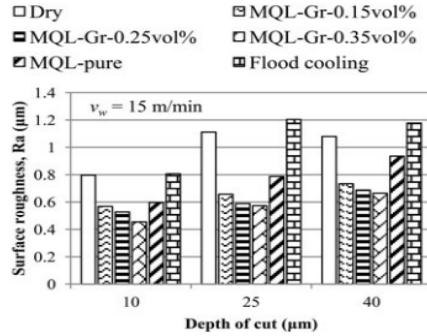 Dry MQL-Gr-0.15vol%
MQL-Gr-0.25vol% MQL-Gr-0.35vol%
MQL-pure Flood cooling
Surface roughness, Ra (µm)
1.4
1.2
1
0.8
0.6
0.4
0.2
0
v_w = 15 m/min
10 25 40
Depth of cut (µm)